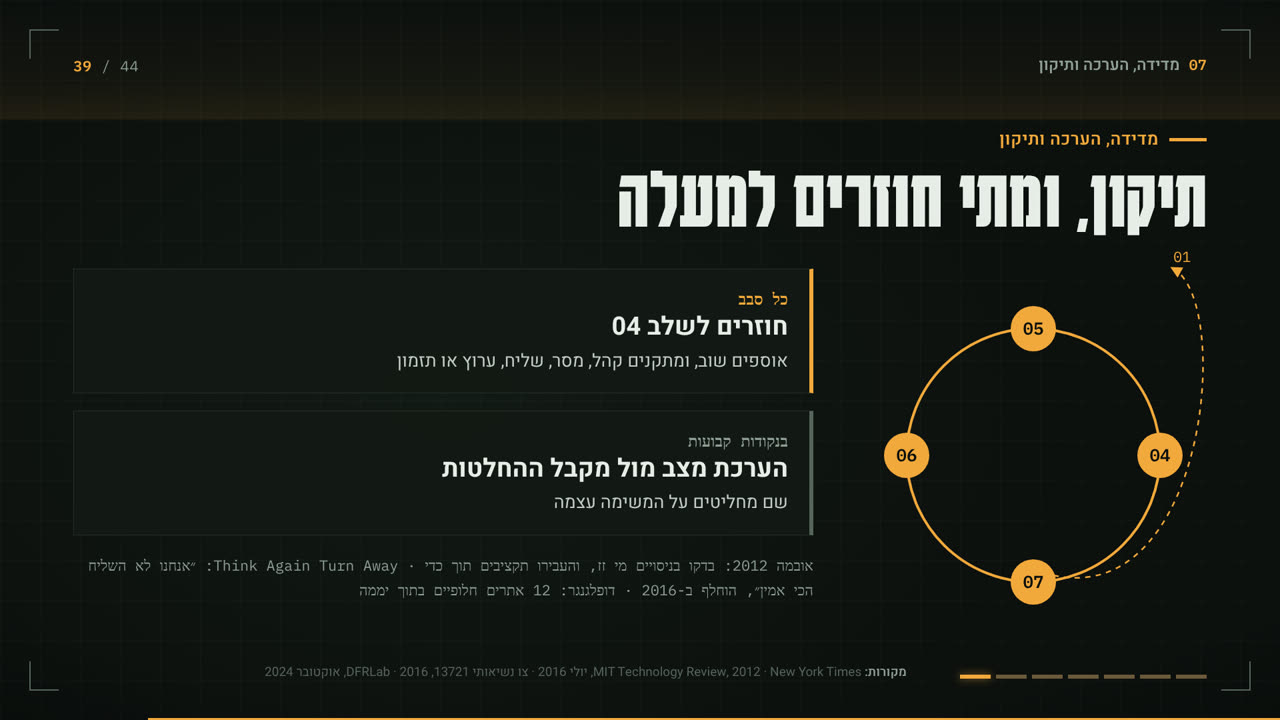 07 מדידה, הערכה ותיקון
39 / 44
מדידה, הערכה ותיקון
תיקון, ומתי חוזרים למעלה
01
05
04
06
07
כל סבב
חוזרים לשלב 04
אוספים שוב, ומתקנים קהל, מסר, שליח, ערוץ או תזמון
בנקודות קבועות
הערכת מצב מול מקבל ההחלטות
שם מחליטים על המשימה עצמה
אובמה 2012: בדקו בניסויים מי זז, והעבירו תקציבים תוך כדי · Think Again Turn Away: ״אנחנו לא השליח
הכי אמין״, הוחלף ב-2016 · דופלגנגר: 12 אתרים חלופיים בתוך יממה
מקורות: MIT Technology Review, 2012 · New York Times, יולי 2016 · צו נשיאותי 13721, 2016 · DFRLab, אוקטובר 2024